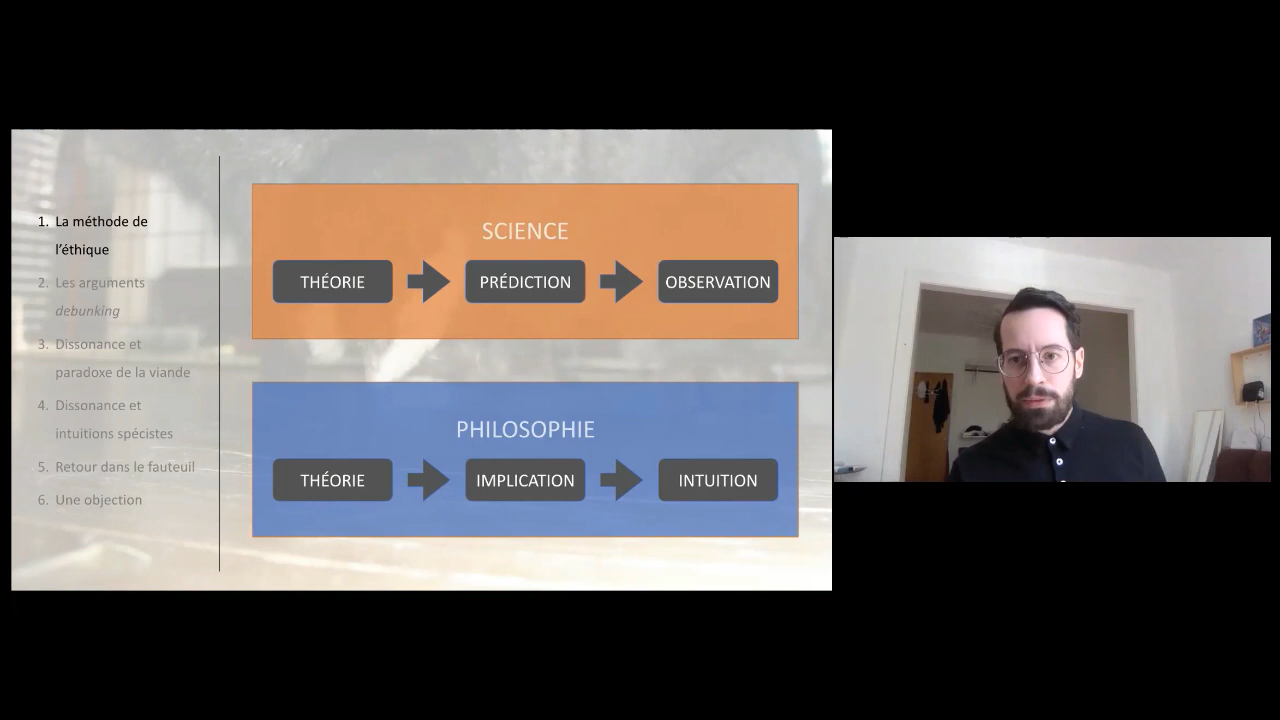 1. La méthode de
l'éthique
2. Les arguments
debunking
3. Dissonance et
paradoxe de la viande
4. Dissonance et
intuitions spécistes
5. Retour dans le fauteuil
6. Une objection
SCIENCE
THÉORIE
PRÉDICTION
OBSERVATION
PHILOSOPHIE
THÉORIE
IMPLICATION
INTUITION